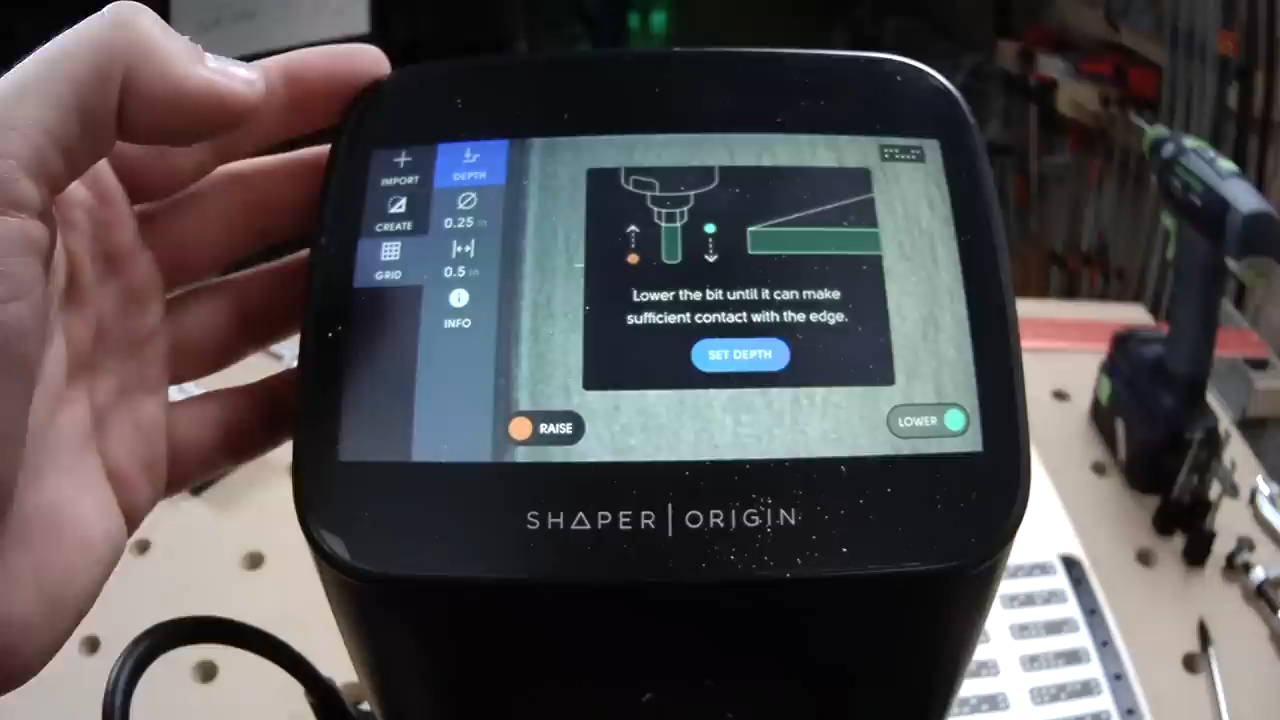 IMPORT
DEPTH
CREATE
0.25 in
GRID
0.5 in
INFO
Lower the bit until it can make
sufficient contact with the edge.
SET DEPTH
RAISE
LOWER
SHAPER | ORIGIN